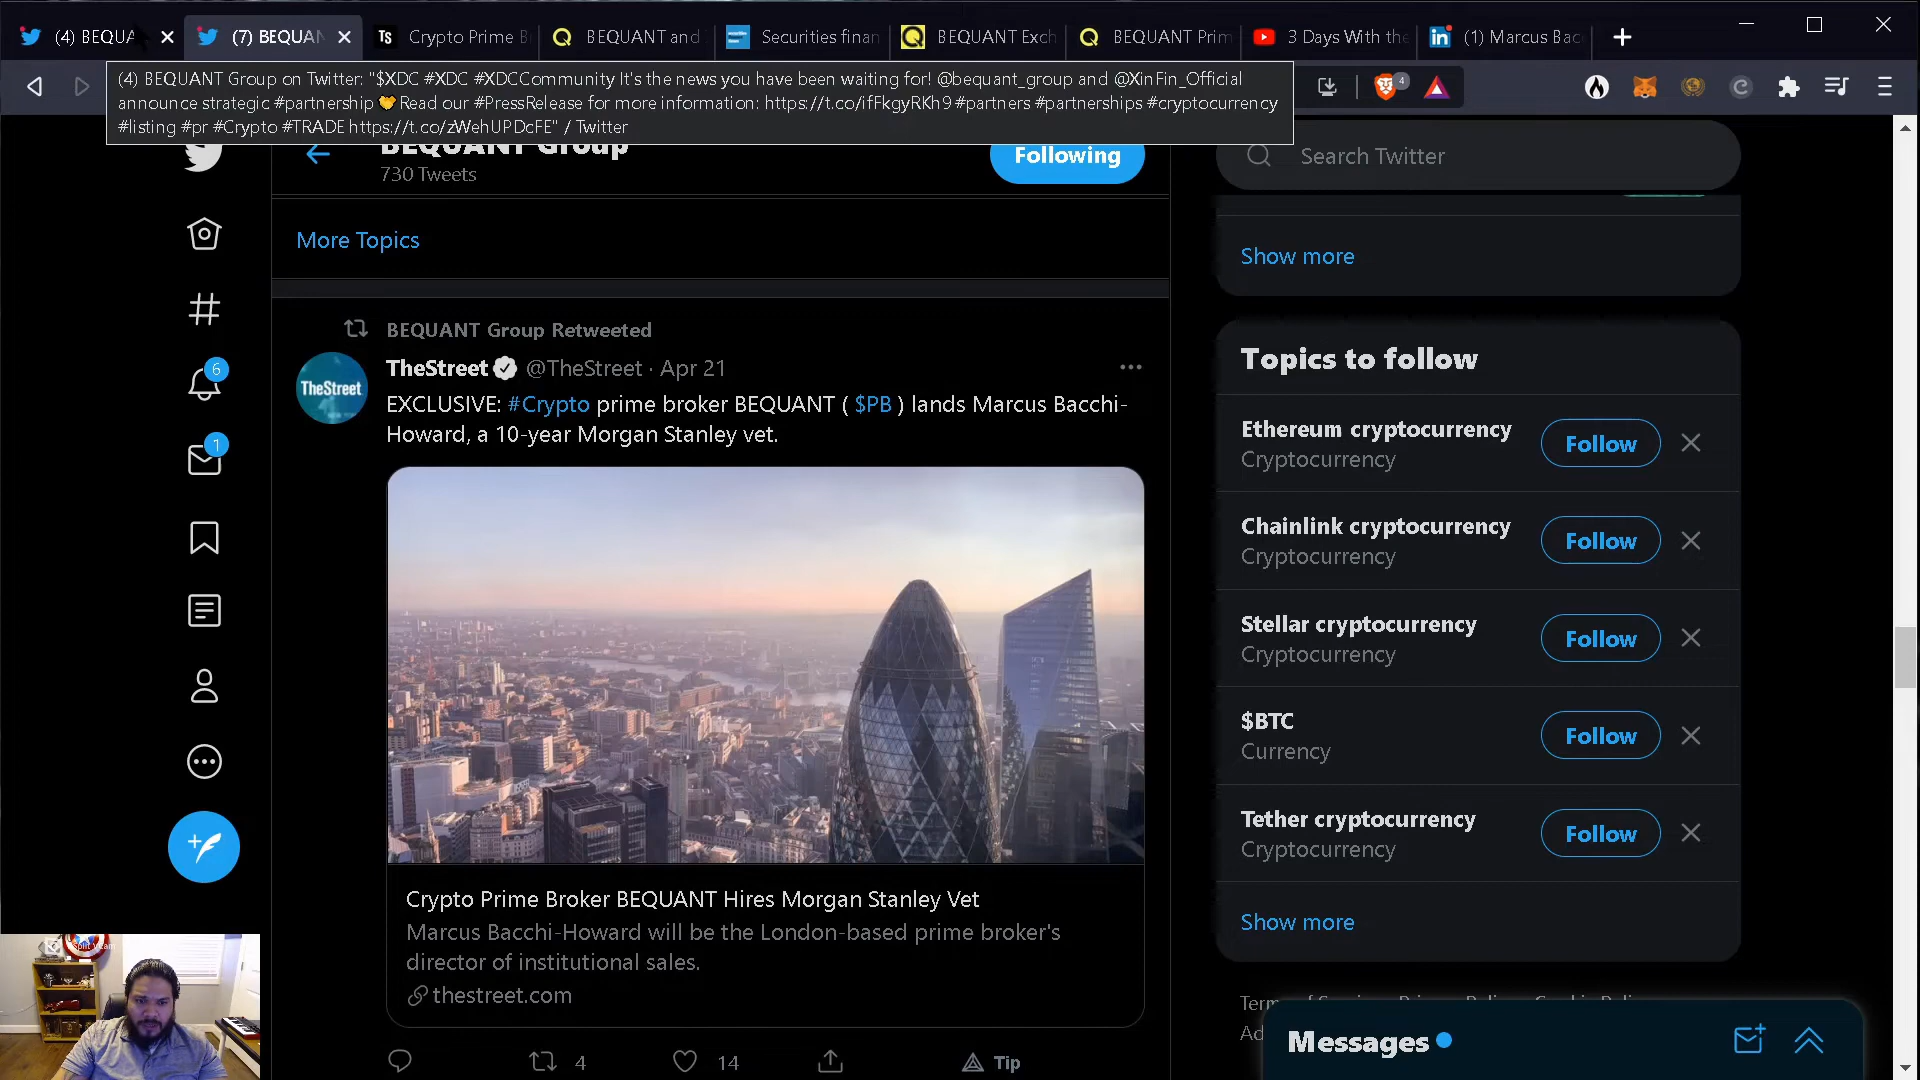 (4) BEQUA
(7) BEQUAN
Ts
Crypto Prime B
BEQUANT and
Securities finan
BEQUANT Exch
BEQUANT Prim
3 Days With the
(1) Marcus Bac
(4) BEQUANT Group on Twitter: "$XDC #XDC #XDCCommunity It's the news you have been waiting for! @bequant_group and @XinFin_Official
announce strategic #partnership 🤝Read our #PressRelease for more information: https://t.co/ifFkgyRKh9 #partners #partnerships #cryptocurrency
#listing #pr #Crypto #TRADE https://t.co/zWehUPDcFE" / Twitter
4
BEQUANT Group
730 Tweets
Following
Search Twitter
More Topics
Show more
BEQUANT Group Retweeted
TheStreet @TheStreet · Apr 21
TheStreet
EXCLUSIVE: #Crypto prime broker BEQUANT ( $PB ) lands Marcus Bacchi-
Howard, a 10-year Morgan Stanley vet.
6
1
Crypto Prime Broker BEQUANT Hires Morgan Stanley Vet
Marcus Bacchi-Howard will be the London-based prime broker's
director of institutional sales.
thestreet.com
4
14
Tip
Topics to follow
Ethereum cryptocurrency
Cryptocurrency
Follow
Chainlink cryptocurrency
Cryptocurrency
Follow
Stellar cryptocurrency
Cryptocurrency
Follow
$BTC
Currency
Follow
Tether cryptocurrency
Cryptocurrency
Follow
Show more
Messages